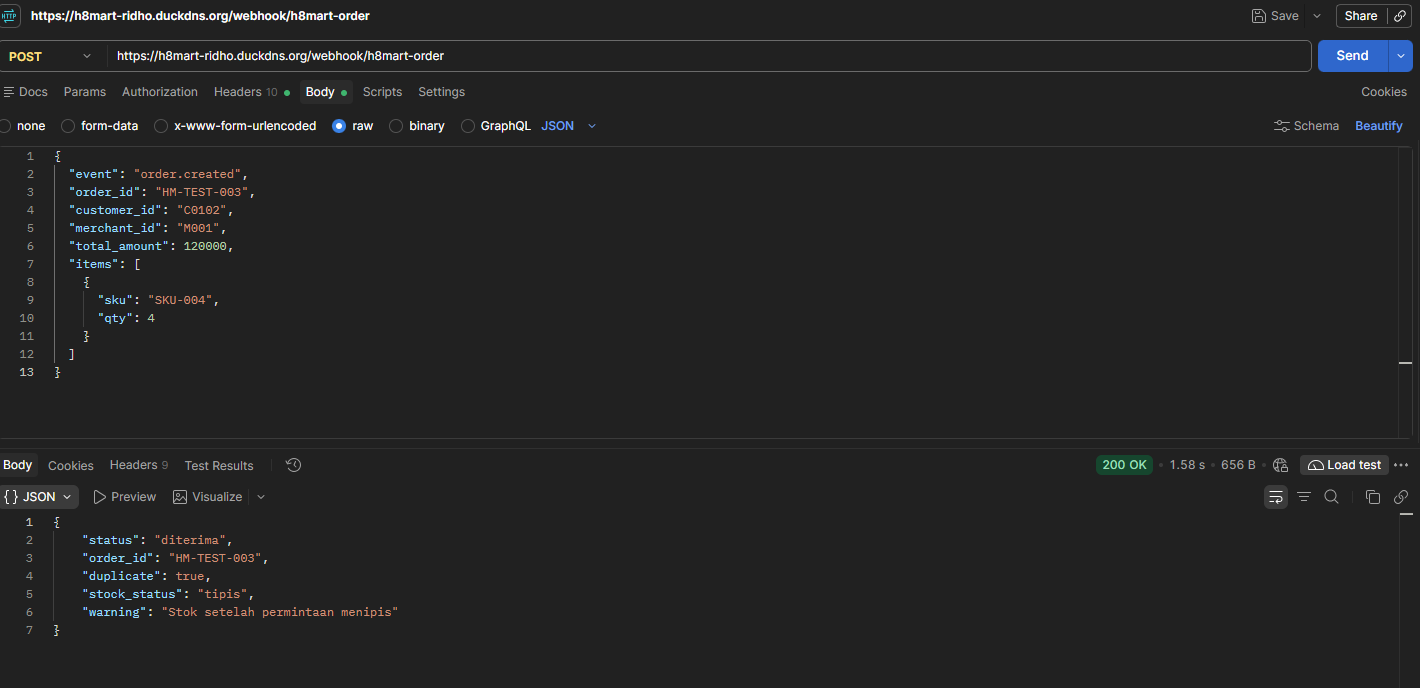 HTTP https://h8mart-ridho.duckdns.org/webhook/h8mart-order Save Share
POST https://h8mart-ridho.duckdns.org/webhook/h8mart-order Send
Docs Params Authorization Headers 10 Body Scripts Settings Cookies
none form-data x-www-form-urlencoded raw binary GraphQL JSON Schema Beautify
1 {
2 "event": "order.created",
3 "order_id": "HM-TEST-003",
4 "customer_id": "C0102",
5 "merchant_id": "M001",
6 "total_amount": 120000,
7 "items": [
8 {
9 "sku": "SKU-004",
10 "qty": 4
11 }
12 ]
13 }
Body Cookies Headers 9 Test Results 200 OK • 1.58 s • 656 B • Load test
{} JSON Preview Visualize
1 {
2 "status": "diterima",
3 "order_id": "HM-TEST-003",
4 "duplicate": true,
5 "stock_status": "tipis",
6 "warning": "Stok setelah permintaan menipis"
7 }